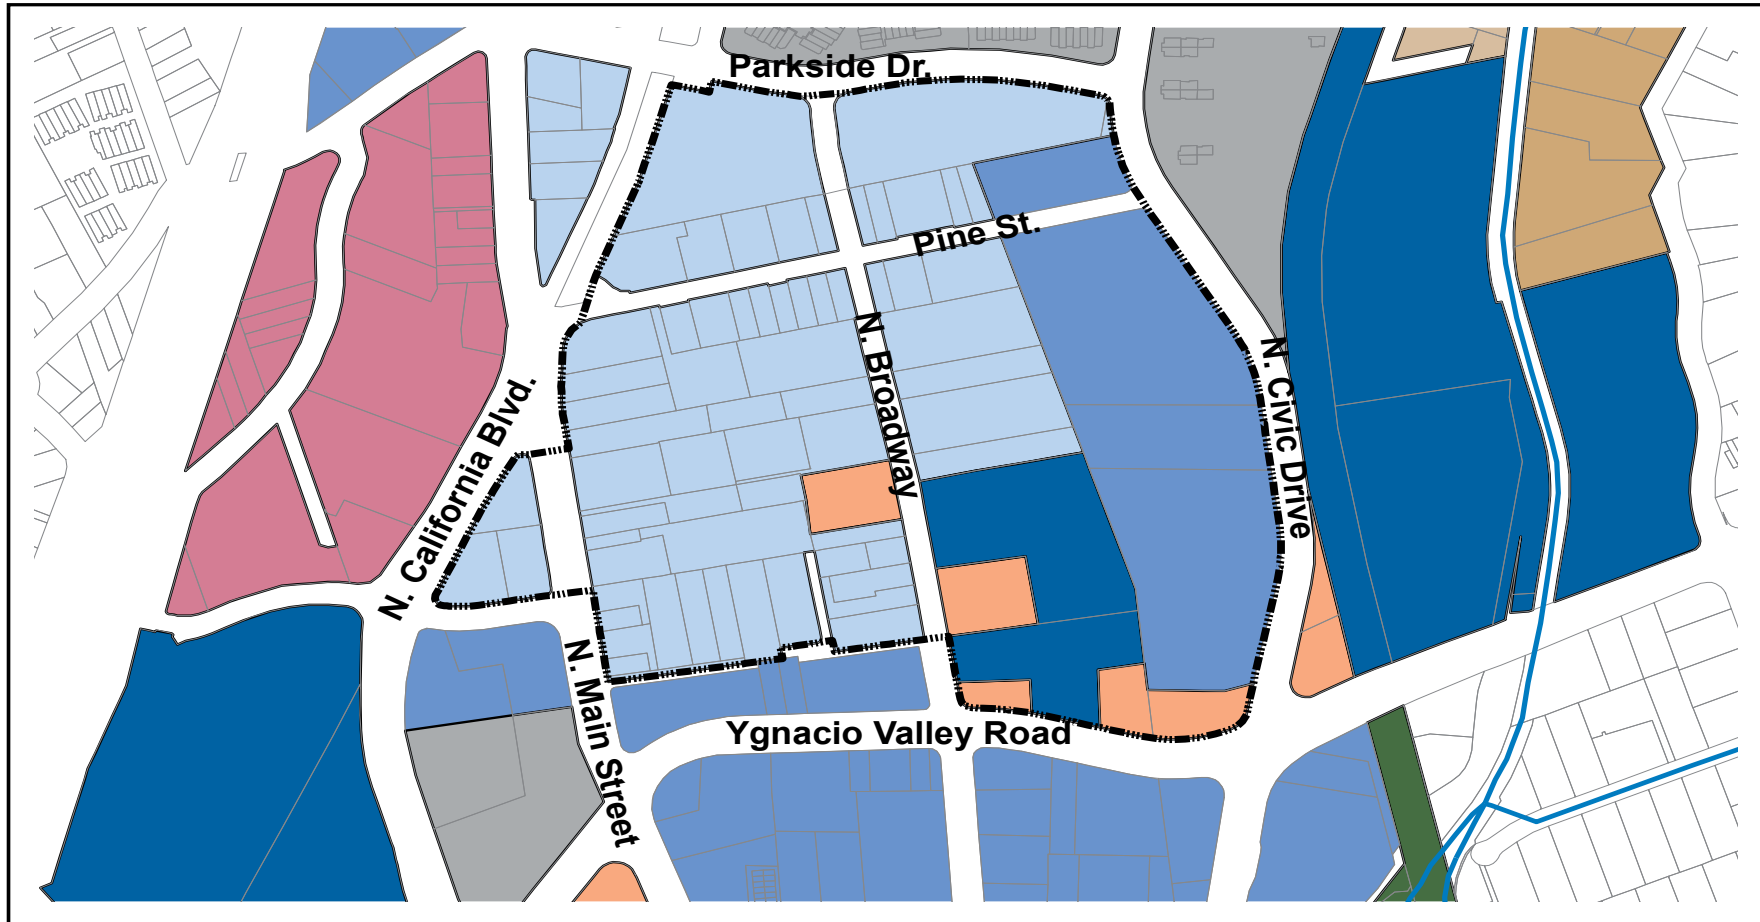 Parkside Dr.
Pine St.
N. Broadway
N. Civic Drive
N. California Blvd.
N. Main Street
Ygnacio Valley Road